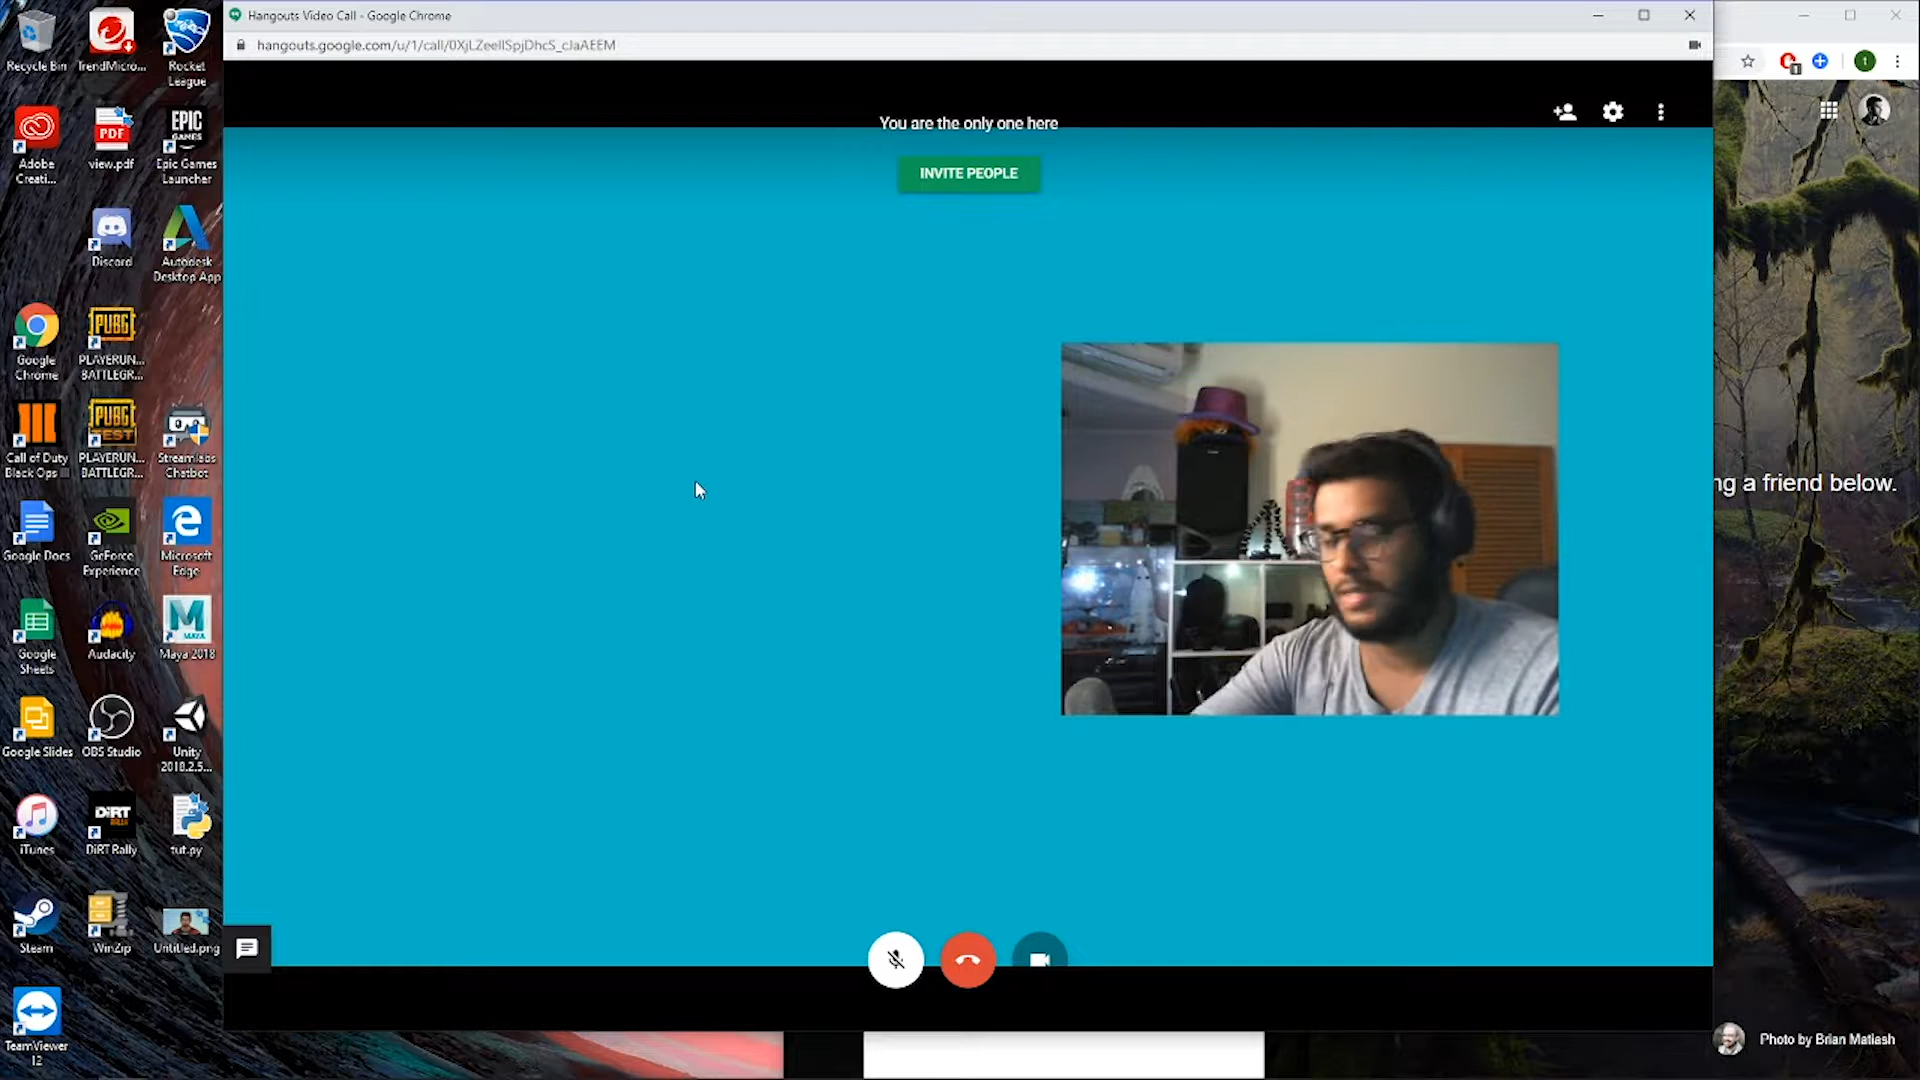 Hangouts Video Call - Google Chrome
hangouts.google.com/u/1/call/0XjLZeelISpjDhcS_cJaAEEM
You are the only one here
INVITE PEOPLE
Recycle Bin
TrendMicro...
Rocket
League
Adobe
Creati...
PDF
view.pdf
EPIC
GAMES
Epic Games
Launcher
Discord
Autodesk
Desktop App
Google
Chrome
PUBG
PLAYERUN...
BATTLEGR...
Call of Duty
Black Ops
PUBG
TEST
PLAYERUN...
BATTLEGR...
Streamlabs
Chatbot
Google Docs
GeForce
Experience
Microsoft
Edge
Google
Sheets
Audacity
MAYA
Maya 2018
Google Slides
OBS Studio
Unity
2018.2.5...
iTunes
DiRT
RALLY
DiRT Rally
tut.py
Steam
WinZip
Untitled.png
TeamViewer
12
1
t
ng a friend below.
Photo by Brian Matiash